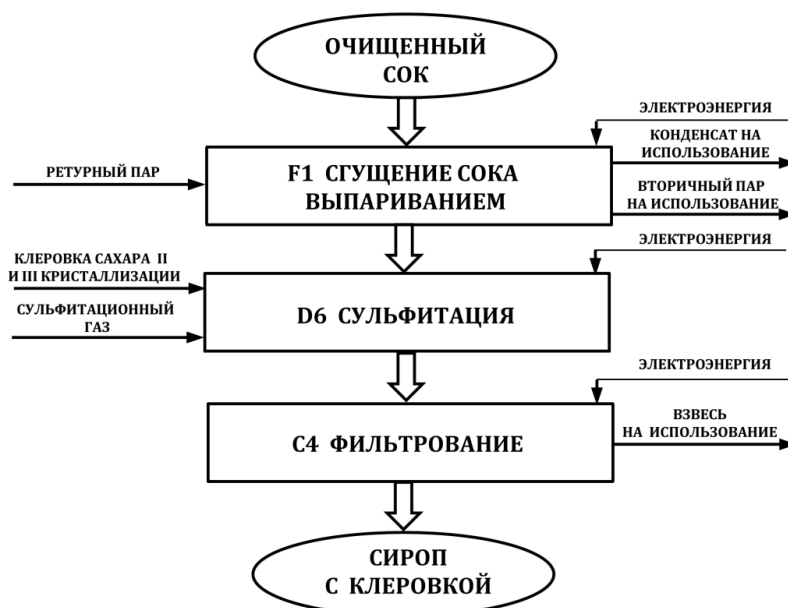 ОЧИЩЕННЫЙ
СОК
ЭЛЕКТРОЭНЕРГИЯ
КОНДЕНСАТ НА
ИСПОЛЬЗОВАНИЕ
РЕТУРНЫЙ ПАР
F1 СГУЩЕНИЕ СОКА
ВЫПАРИВАНИЕМ
ВТОРИЧНЫЙ ПАР
НА ИСПОЛЬЗОВАНИЕ
ЭЛЕКТРОЭНЕРГИЯ
КЛЕРОВКА САХАРА II
И III КРИСТАЛЛИЗАЦИИ
СУЛЬФИТАЦИОННЫЙ
ГАЗ
D6 СУЛЬФИТАЦИЯ
ЭЛЕКТРОЭНЕРГИЯ
C4 ФИЛЬТРОВАНИЕ
ВЗВЕСЬ
НА ИСПОЛЬЗОВАНИЕ
СИРОП
С КЛЕРОВКОЙ